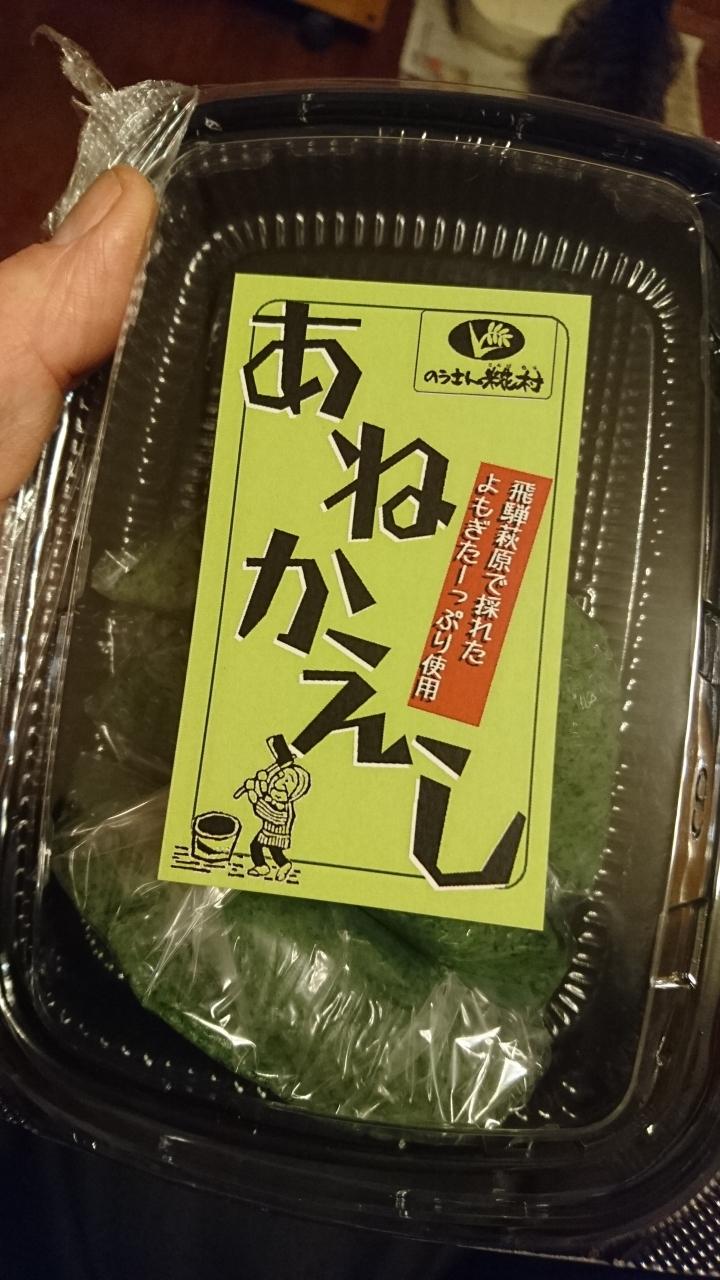 あねかえし
のうさん糀村
飛騨萩原で採れた
よもぎたーっぷり使用